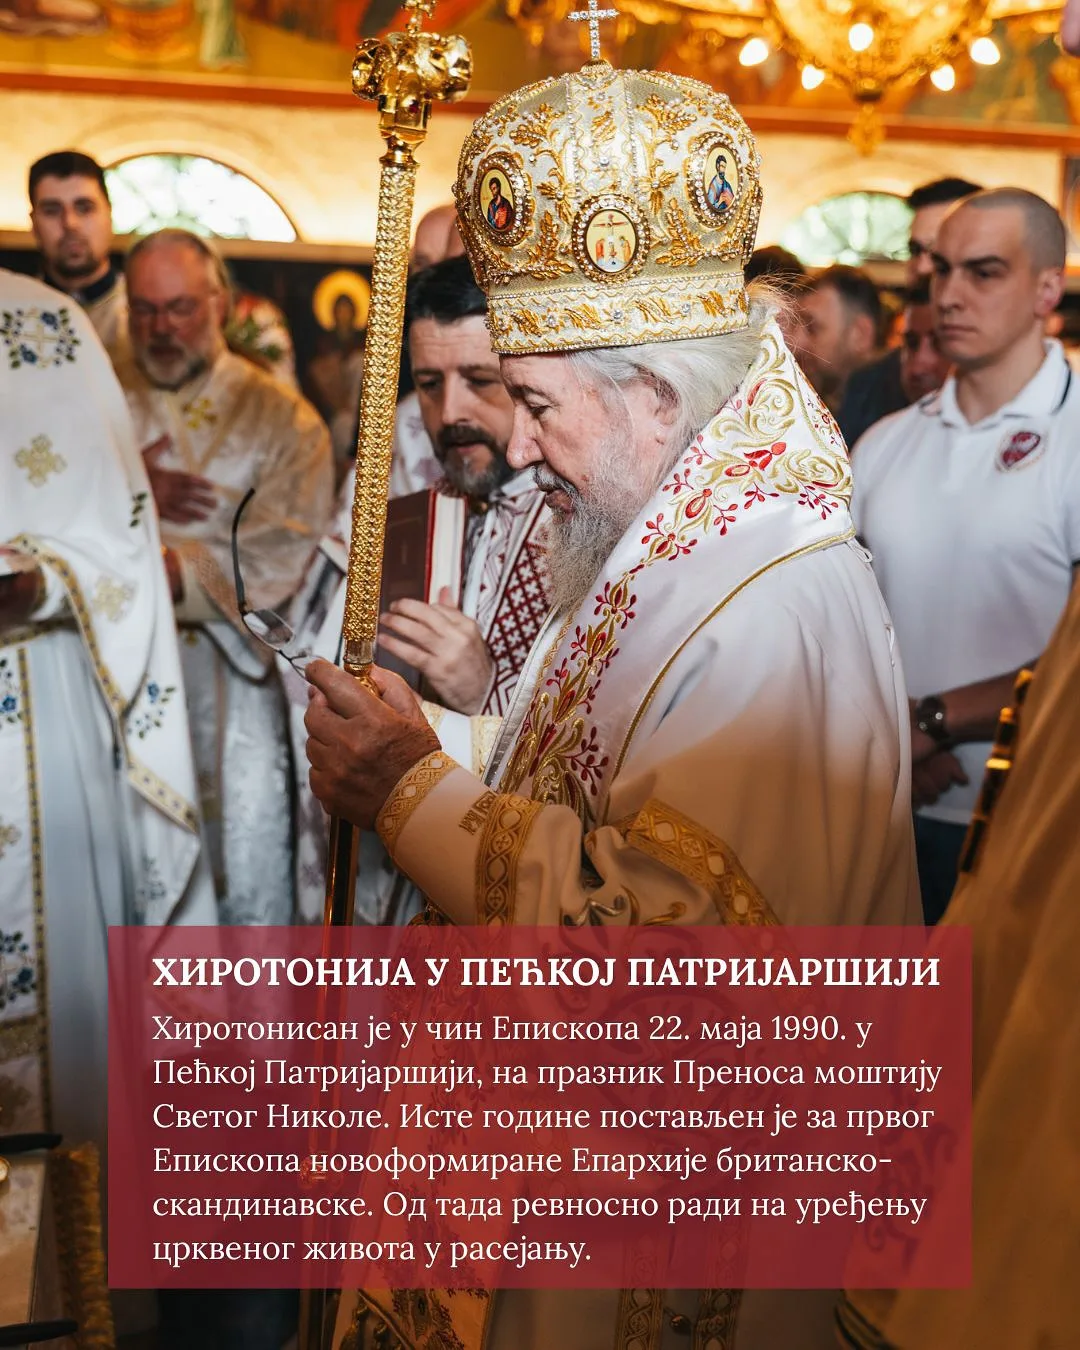 ХИРОТОНИЈА У ПЕЋКОЈ ПАТРИЈАРШИЈИ
Хиротонисан је у чин Епископа 22. маја 1990. у
Пећкој Патријаршији, на празник Преноса моштију
Светог Николе. Исте године постављен је за првог
Епископа новоформиране Епархије британско-
скандинавске. Од тада ревносно ради на уређењу
црквеног живота у расејању.